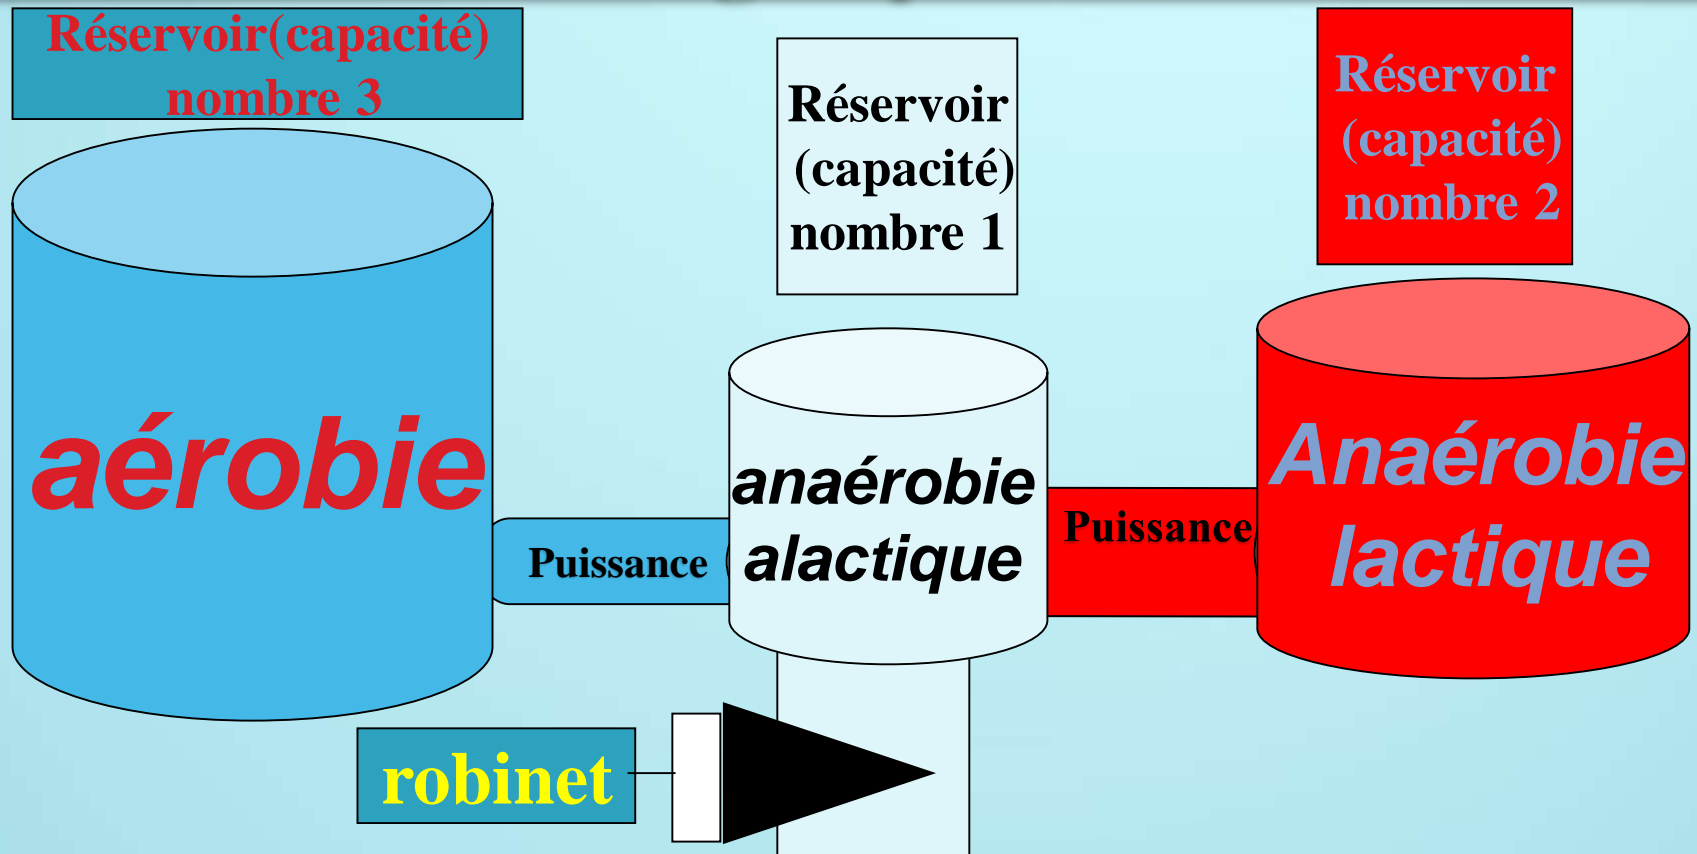 Réservoir(capacité)
nombre 3
Réservoir
(capacité)
nombre 1
Réservoir
(capacité)
nombre 2
aérobie
Puissance
anaérobie
alactique
Puissance
Anaérobie
lactique
robinet